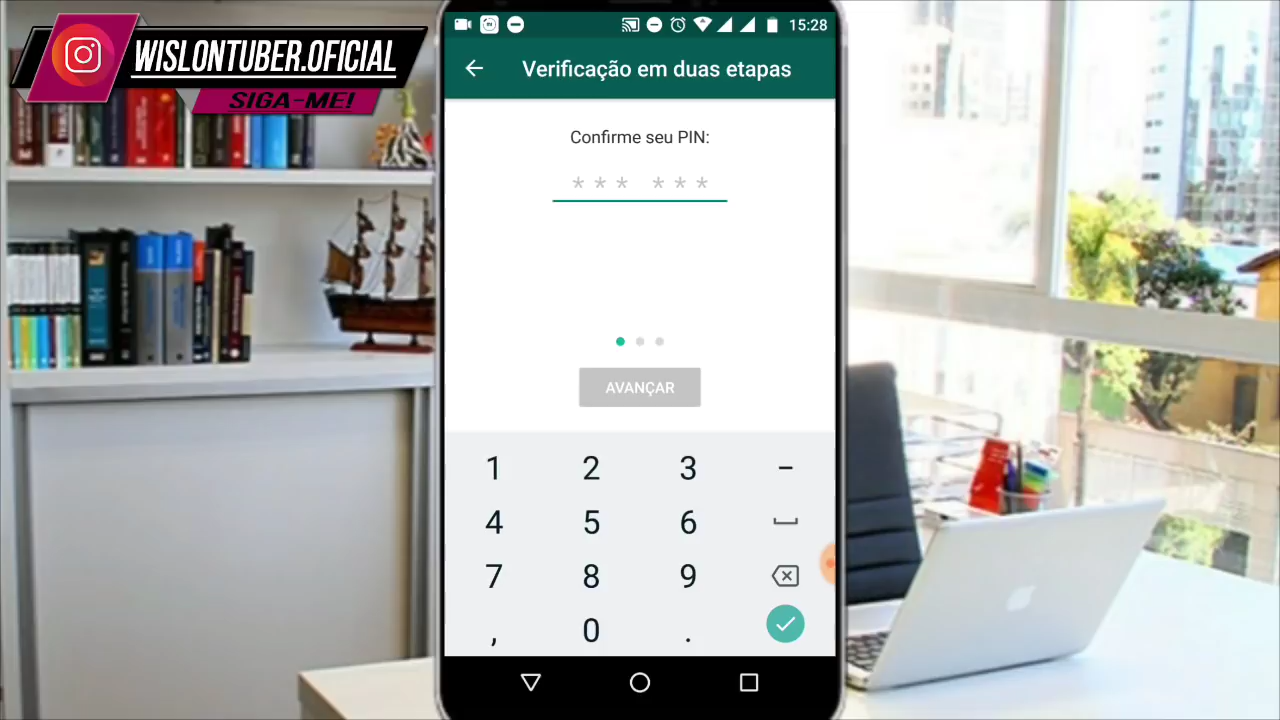 WISLONTUBER.OFICIAL
SIGA-ME!
15:28
Verificação em duas etapas
Confirme seu PIN:
*** ***
AVANÇAR
1 2 3 -
4 5 6
7 8 9
, 0 .